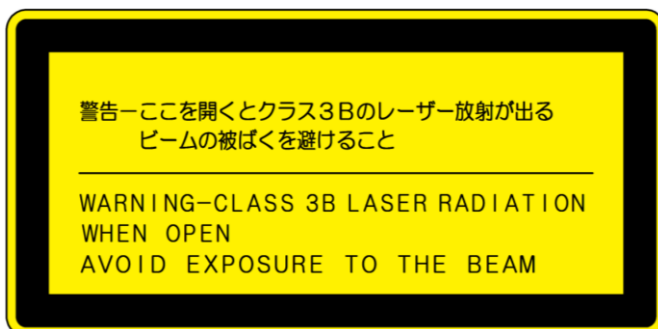 警告－ここを開くとクラス３Ｂのレーザー放射が出る
ビームの被ばくを避けること
WARNING-CLASS 3B LASER RADIATION
WHEN OPEN
AVOID EXPOSURE TO THE BEAM